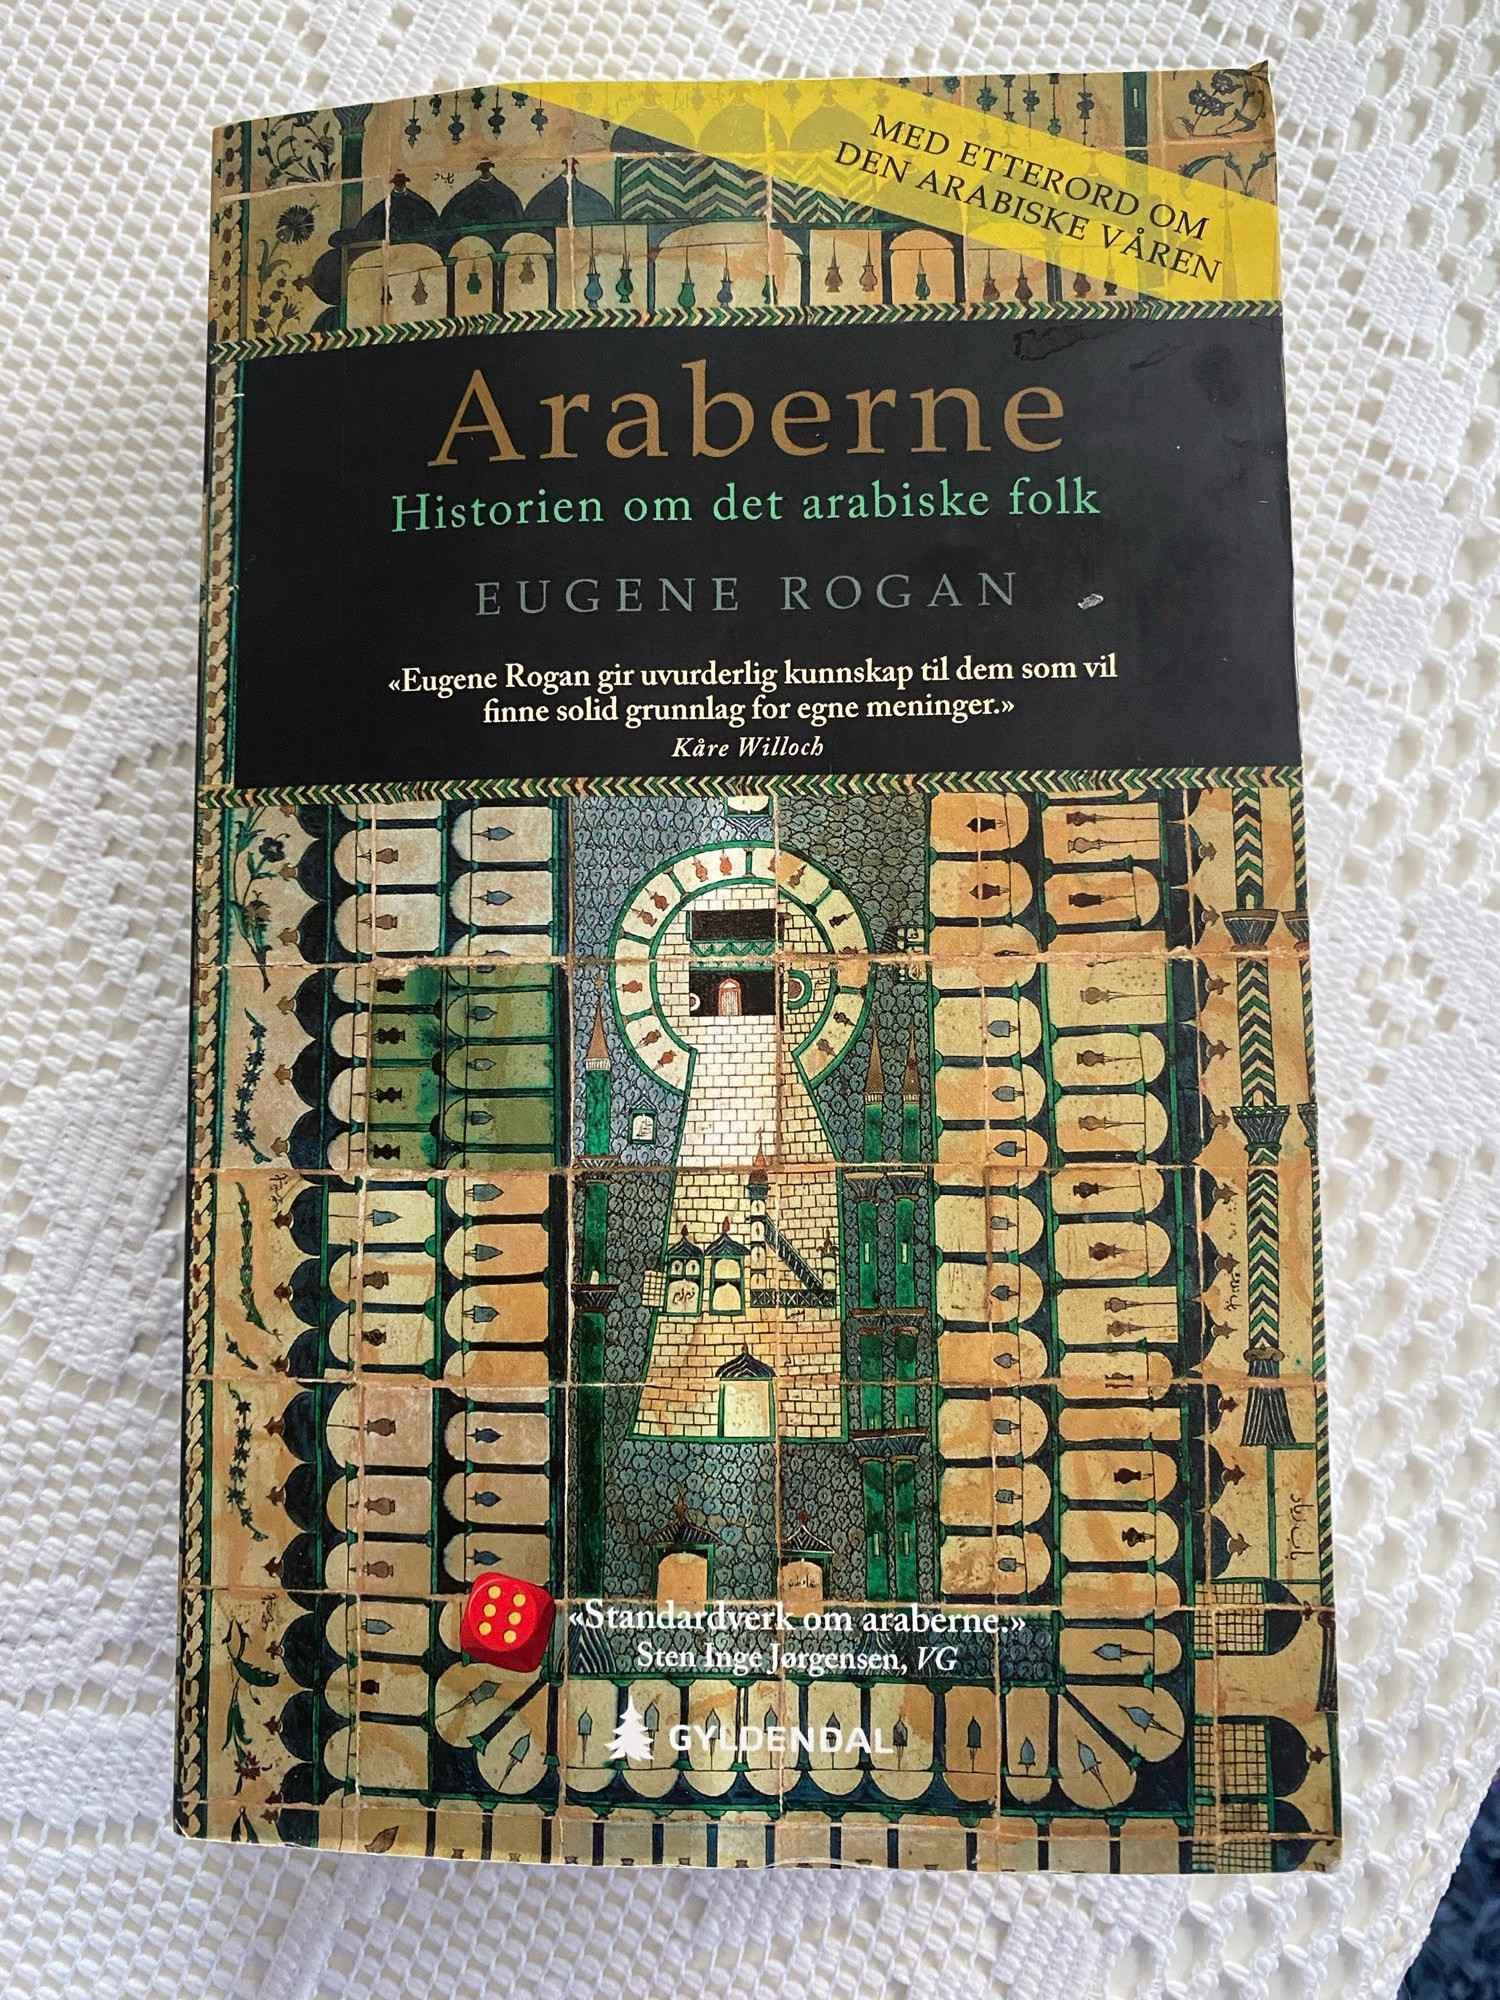 MED ETTERORD OM
DEN ARABISKE VÅREN
Araberne
Historien om det arabiske folk
EUGENE ROGAN
«Eugene Rogan gir uvurderlig kunnskap til dem som vil
finne solid grunnlag for egne meninger.»
Kåre Willoch
«Standardverk om araberne.»
Sten Inge Jørgensen, VG
GYLDENDAL